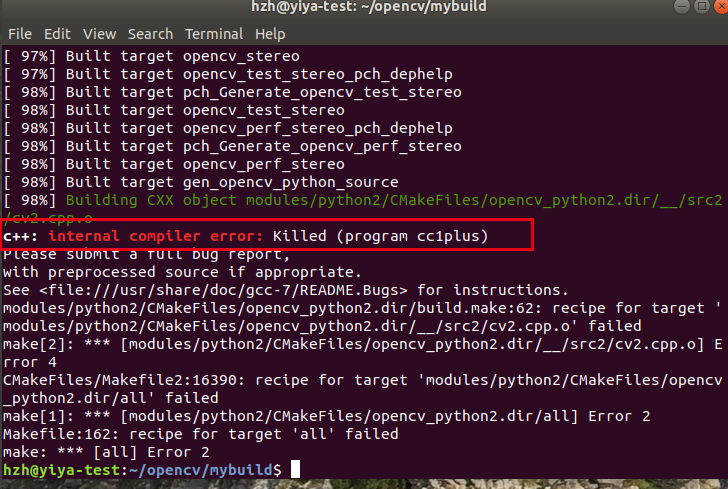 hzh@yiya-test: ~/opencv/mybuild
File Edit View Search Terminal Help
[ 97%] Built target opencv_stereo
[ 97%] Built target opencv_test_stereo_pch_dephelp
[ 98%] Built target pch_Generate_opencv_test_stereo
[ 98%] Built target opencv_test_stereo
[ 98%] Built target opencv_perf_stereo_pch_dephelp
[ 98%] Built target pch_Generate_opencv_perf_stereo
[ 98%] Built target opencv_perf_stereo
[ 98%] Built target gen_opencv_python_source
[ 98%] Building CXX object modules/python2/CMakeFiles/opencv_python2.dir/__/src2
/cv2.cpp.o
c++: internal compiler error: Killed (program cc1plus)
Please submit a full bug report,
with preprocessed source if appropriate.
See <file:///usr/share/doc/gcc-7/README.Bugs> for instructions.
modules/python2/CMakeFiles/opencv_python2.dir/build.make:62: recipe for target '
modules/python2/CMakeFiles/opencv_python2.dir/__/src2/cv2.cpp.o' failed
make[2]: *** [modules/python2/CMakeFiles/opencv_python2.dir/__/src2/cv2.cpp.o] E
rror 4
CMakeFiles/Makefile2:16390: recipe for target 'modules/python2/CMakeFiles/opencv
_python2.dir/all' failed
make[1]: *** [modules/python2/CMakeFiles/opencv_python2.dir/all] Error 2
Makefile:162: recipe for target 'all' failed
make: *** [all] Error 2
hzh@yiya-test:~/opencv/mybuild$